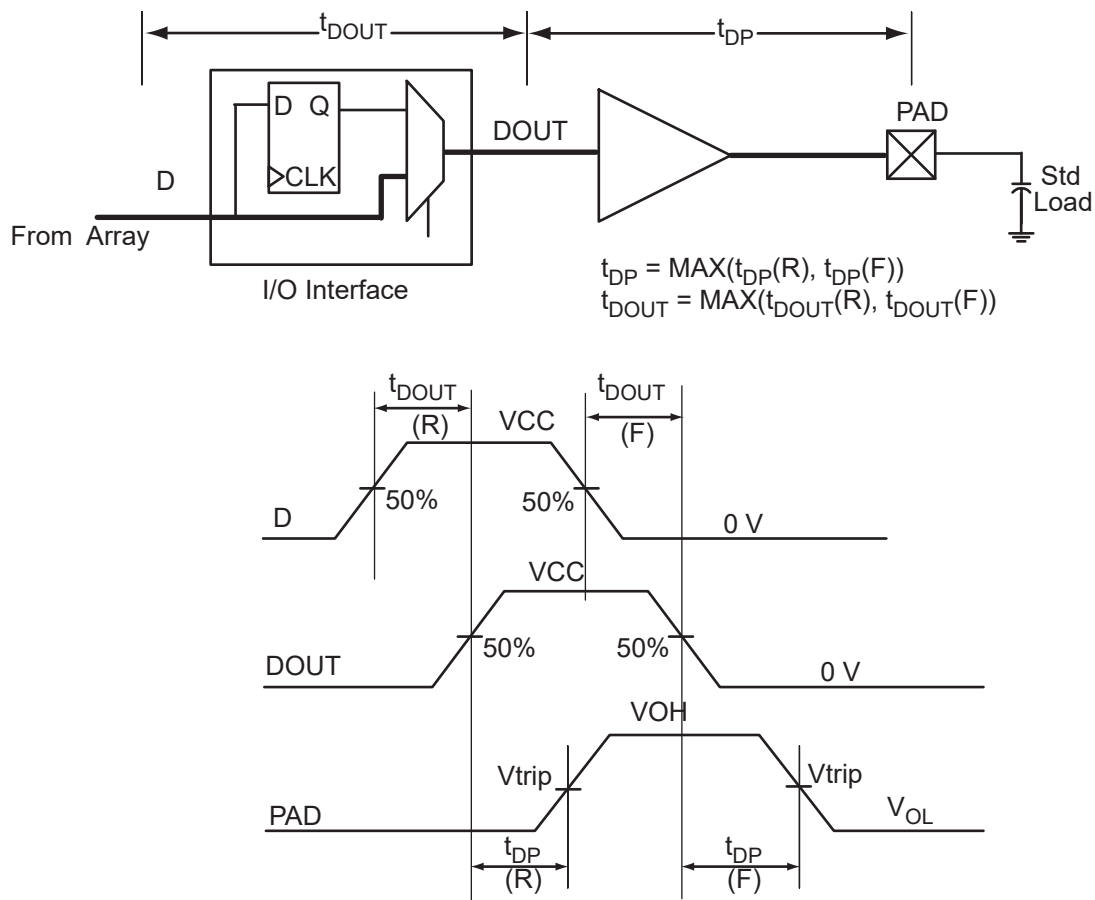 tDOUT
tDP
D Q
CLK
D
From Array
I/O Interface
DOUT
PAD
Std
Load
tDP = MAX(tDP(R), tDP(F))
tDOUT = MAX(tDOUT(R), tDOUT(F))
tDOUT
(R)
VCC
tDOUT
(F)
50%
50%
D
0 V
VCC
50%
50%
DOUT
0 V
VOH
Vtrip
Vtrip
PAD
VOL
tDP
(R)
tDP
(F)